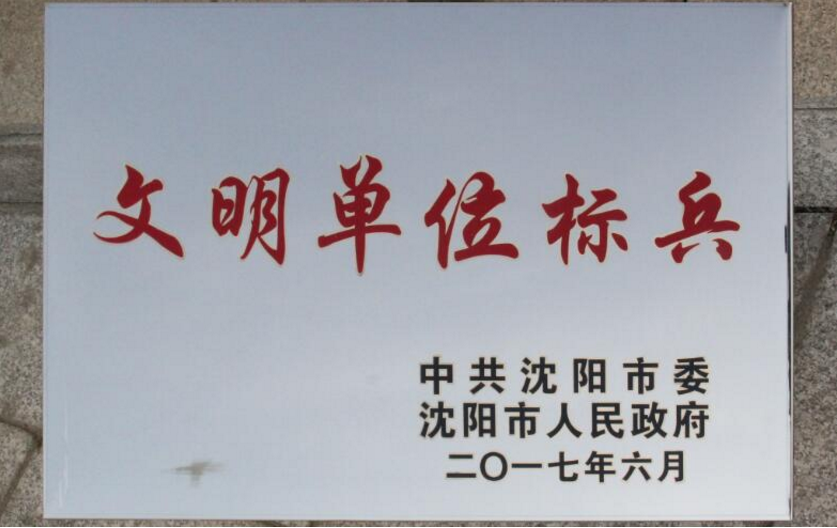 文明单位标兵
中共沈阳市委
沈阳市人民政府
二〇一七年六月